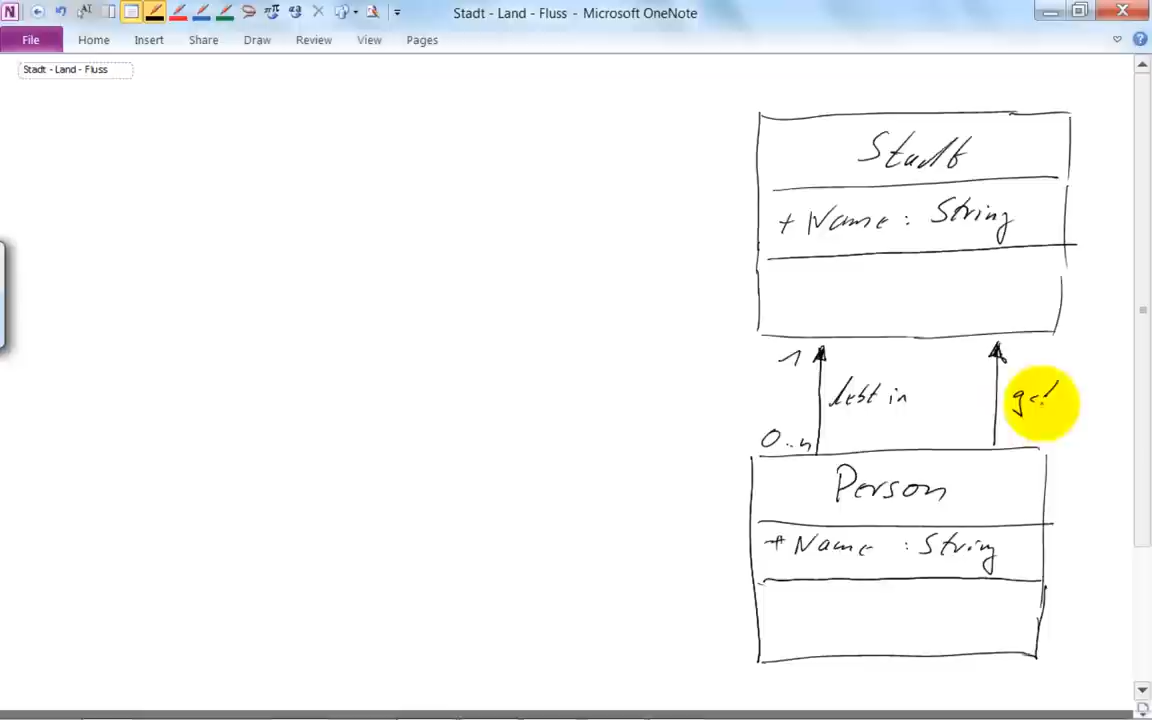 Stadt - Land - Fluss - Microsoft OneNote
File Home Insert Share Draw Review View Pages
Stadt - Land - Fluss
Stadt
+ Name : String
1
lebt in
0..n
Person
+ Name : String